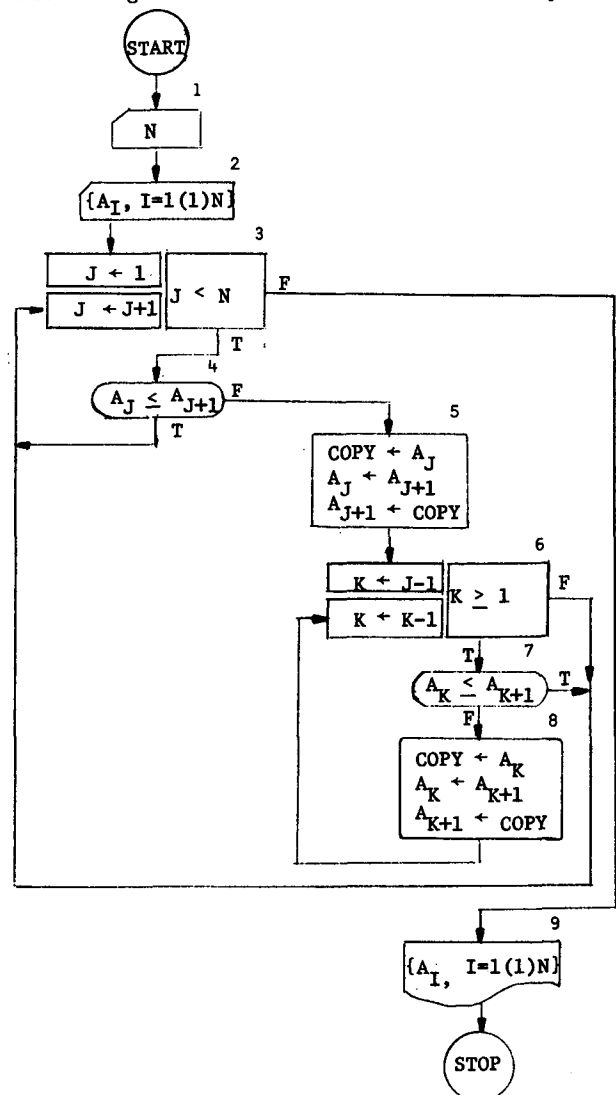 START
1
N
2
{A_I, I=1(1)N}
3
J ← 1
J ← J+1
J < N
F
T
4
A_J ≤ A_J+1
F
T
5
COPY ← A_J
A_J ← A_J+1
A_J+1 ← COPY
6
K ← J-1
K ← K-1
K ≥ 1
F
T
7
A_K ≤ A_K+1
T
F
8
COPY ← A_K
A_K ← A_K+1
A_K+1 ← COPY
9
{A_I, I=1(1)N}
STOP